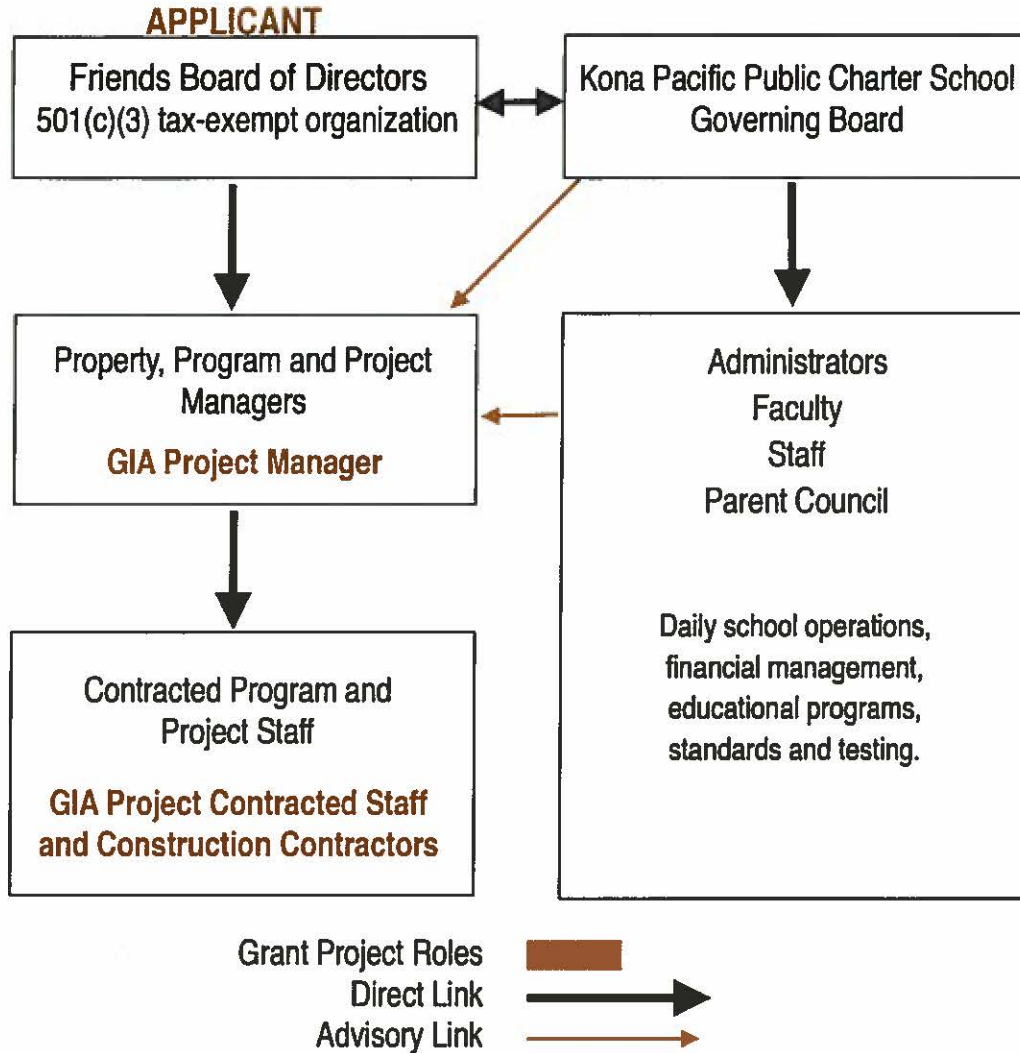 APPLICANT
Friends Board of Directors
501(c)(3) tax-exempt organization
Kona Pacific Public Charter School
Governing Board
Property, Program and Project
Managers
GIA Project Manager
Administrators
Faculty
Staff
Parent Council
Daily school operations,
financial management,
educational programs,
standards and testing.
Contracted Program and
Project Staff
GIA Project Contracted Staff
and Construction Contractors
Grant Project Roles
Direct Link
Advisory Link